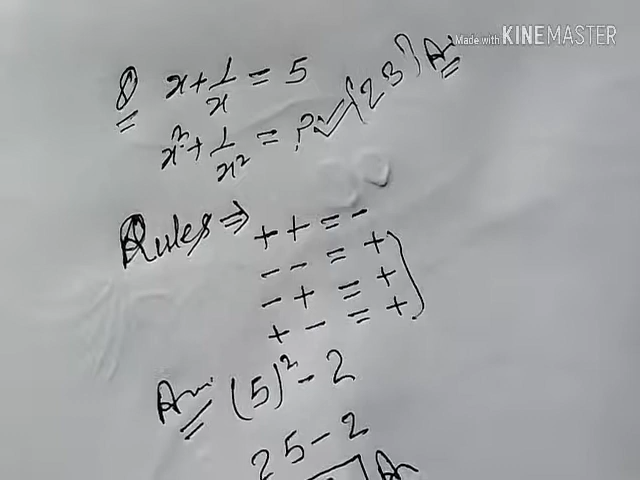 Made with KINEMASTER
Q x + 1/x = 5
x² + 1/x² = ? {23} Ans
Rules ⇒ + + = -
- - = +
- + = +
+ - = +
Ans (5)² - 2
25 - 2